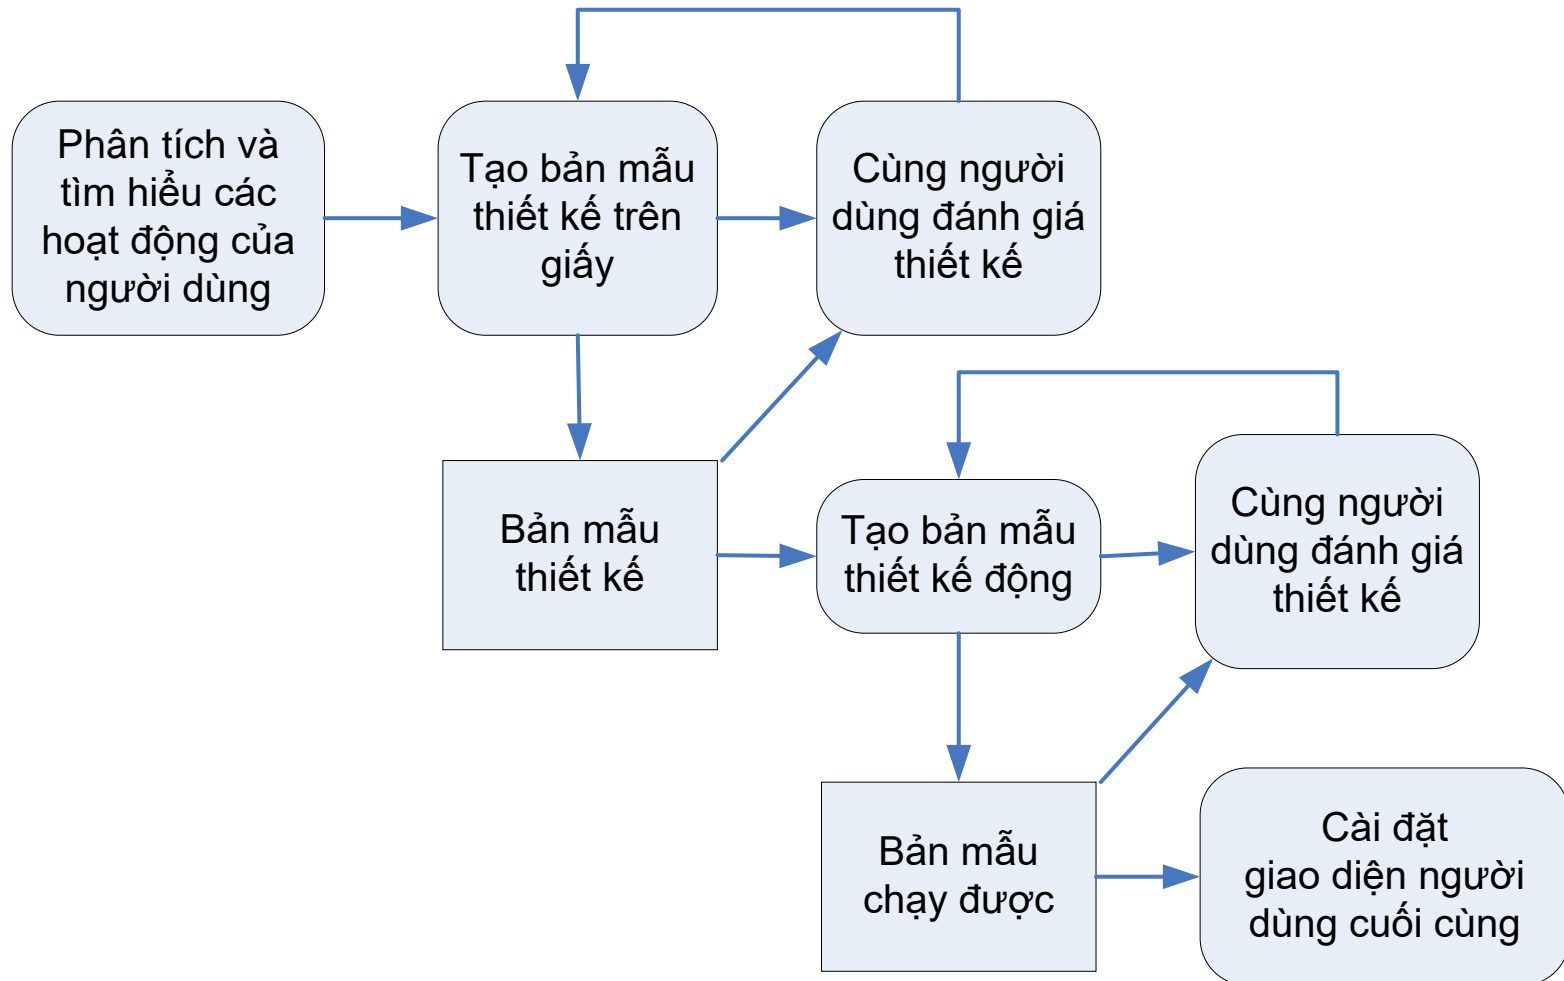 Phân tích và
tìm hiểu các
hoạt động của
người dùng
Tạo bản mẫu
thiết kế trên
giấy
Cùng người
dùng đánh giá
thiết kế
Bản mẫu
thiết kế
Tạo bản mẫu
thiết kế động
Cùng người
dùng đánh giá
thiết kế
Bản mẫu
chạy được
Cài đặt
giao diện người
dùng cuối cùng